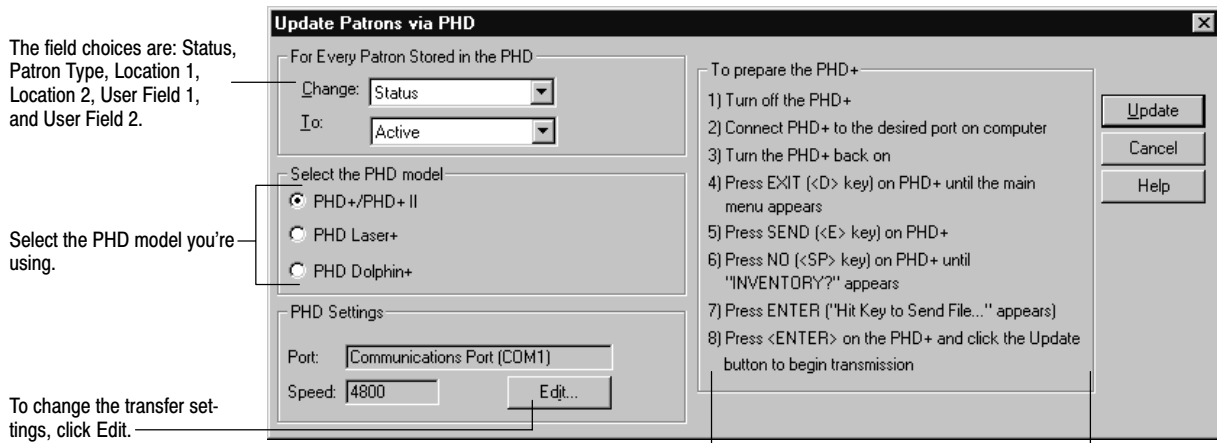 Update Patrons via PHD
The field choices are: Status,
Patron Type, Location 1,
Location 2, User Field 1,
and User Field 2.
For Every Patron Stored in the PHD
Change: Status
To: Active
Select the PHD model you're
using.
Select the PHD model
PHD+/PHD+ II
PHD Laser+
PHD Dolphin+
To change the transfer set-
tings, click Edit.
PHD Settings
Port: Communications Port (COM1)
Speed: 4800
Edit...
To prepare the PHD+
1) Turn off the PHD+
2) Connect PHD+ to the desired port on computer
3) Turn the PHD+ back on
4) Press EXIT (<D> key) on PHD+ until the main
menu appears
5) Press SEND (<E> key) on PHD+
6) Press NO (<SP> key) on PHD+ until
"INVENTORY?" appears
7) Press ENTER ("Hit Key to Send File..." appears)
8) Press <ENTER> on the PHD+ and click the Update
button to begin transmission
Update
Cancel
Help